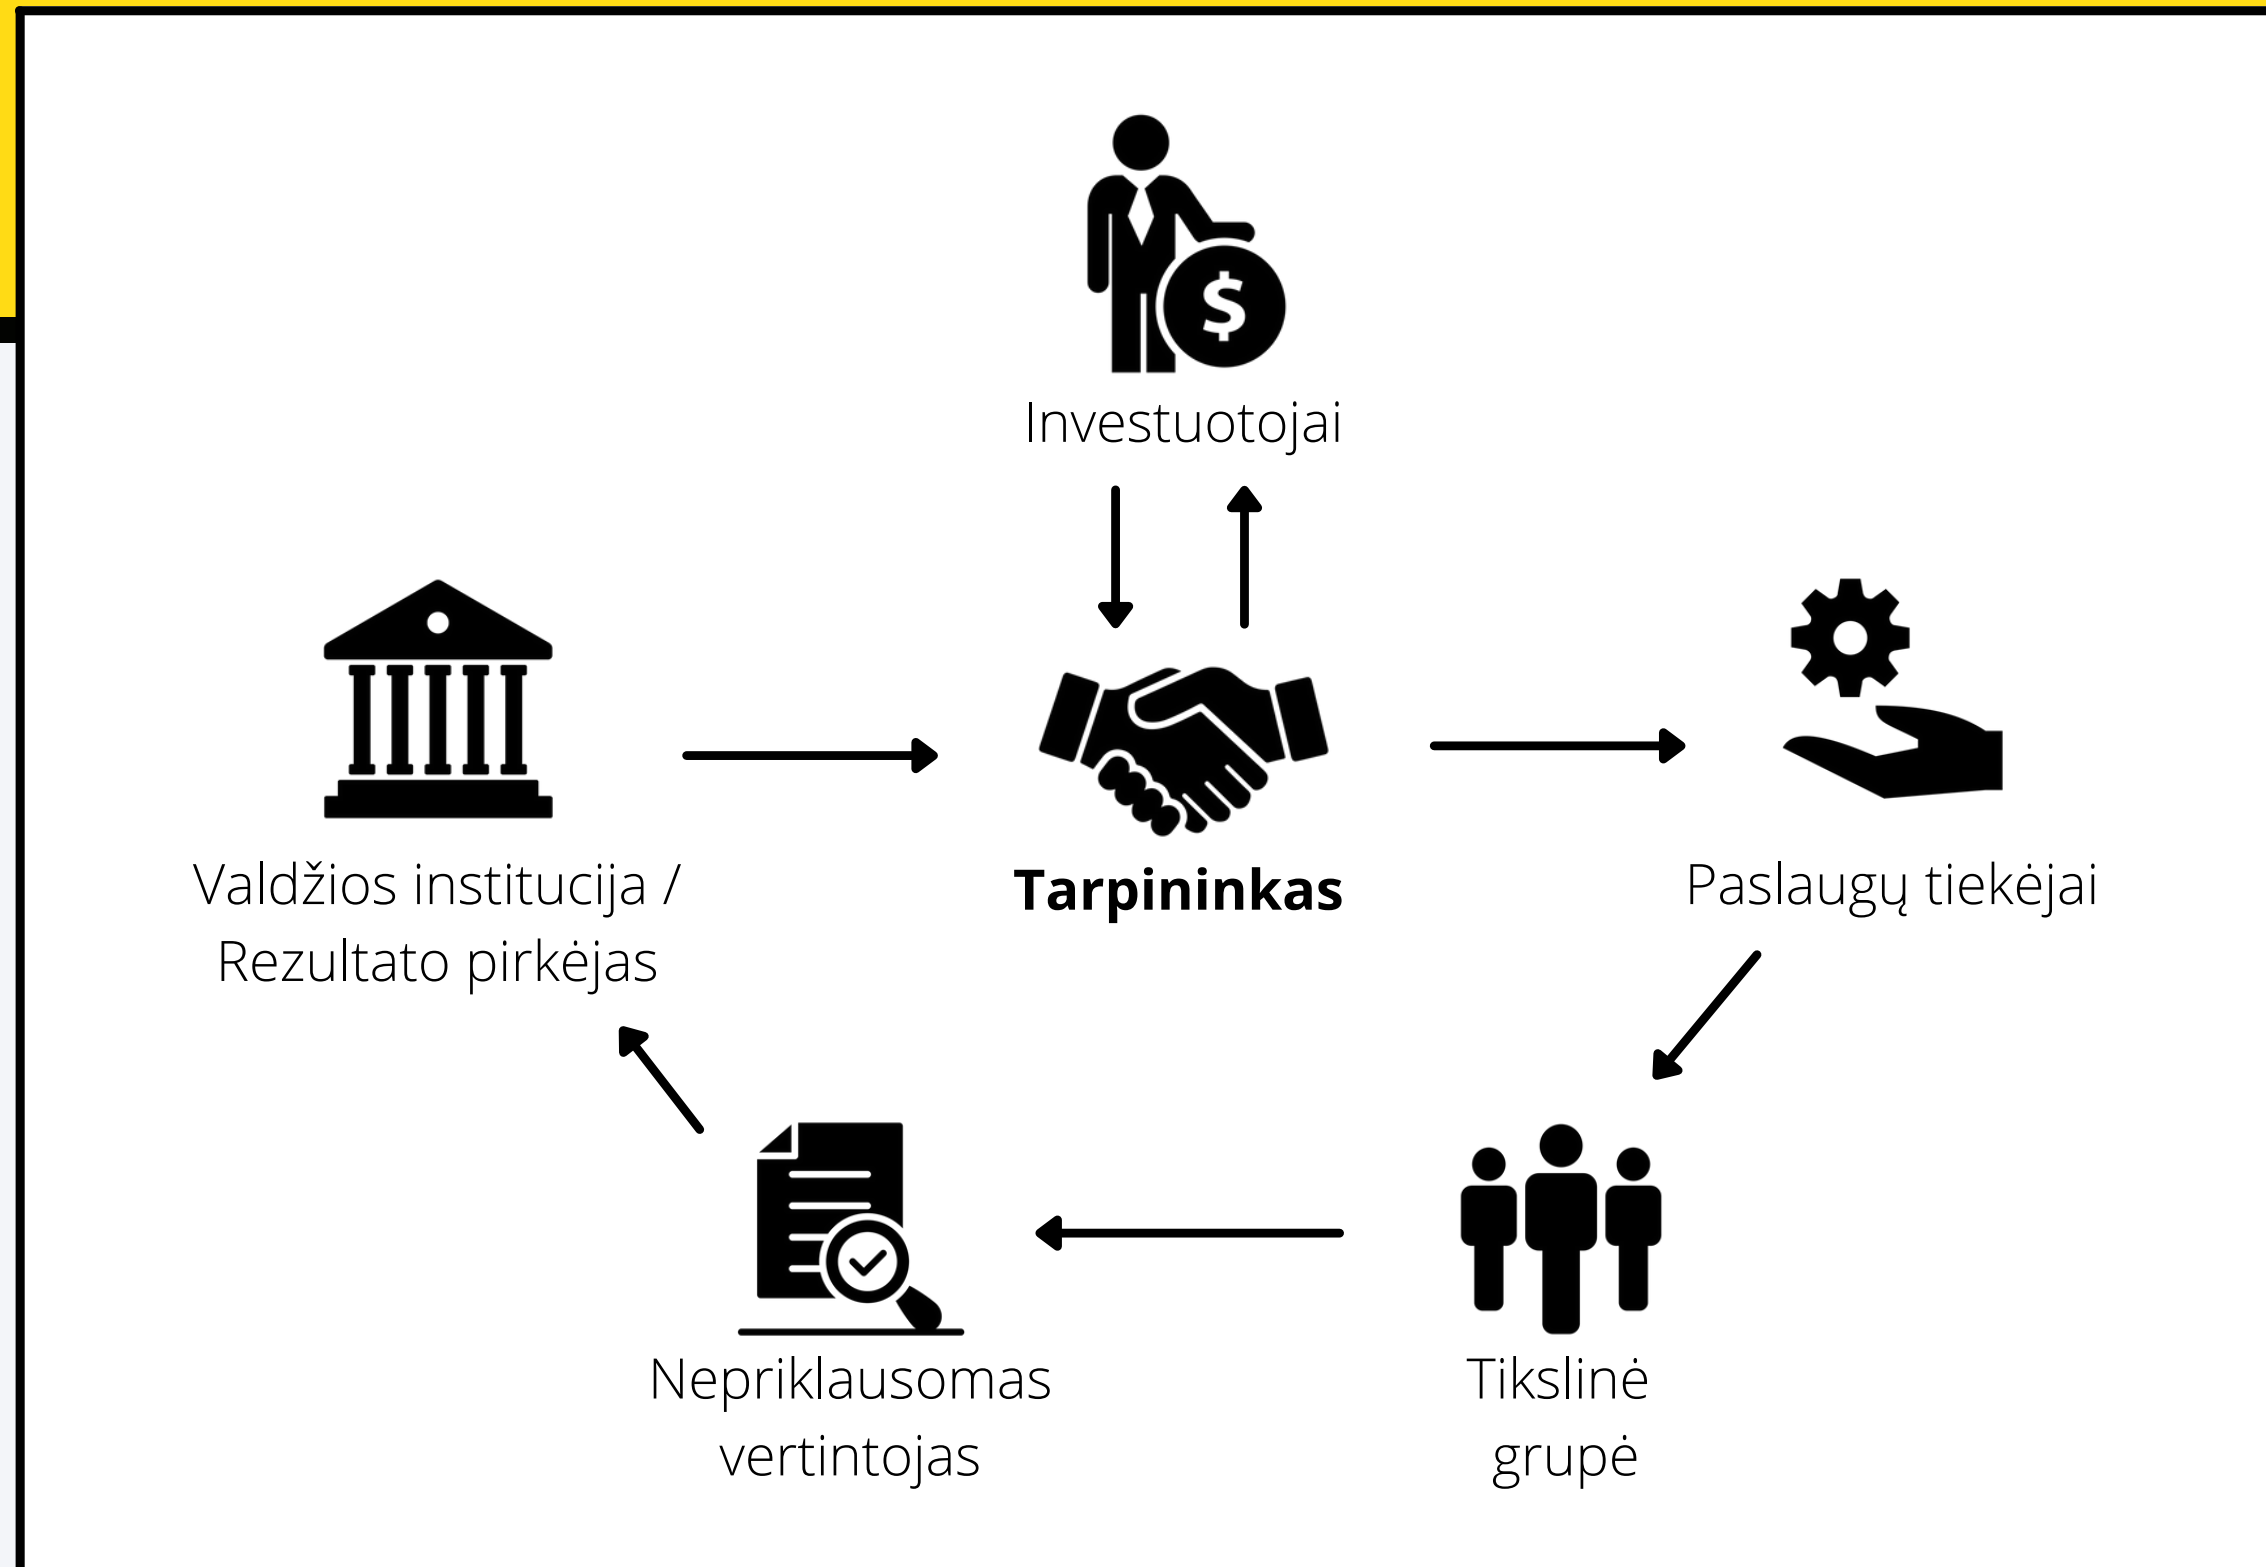 Investuotojai
Valdžios institucija /
Rezultato pirkėjas
Tarpininkas
Paslaugų tiekėjai
Nepriklausomas
vertintojas
Tikslinė
grupė